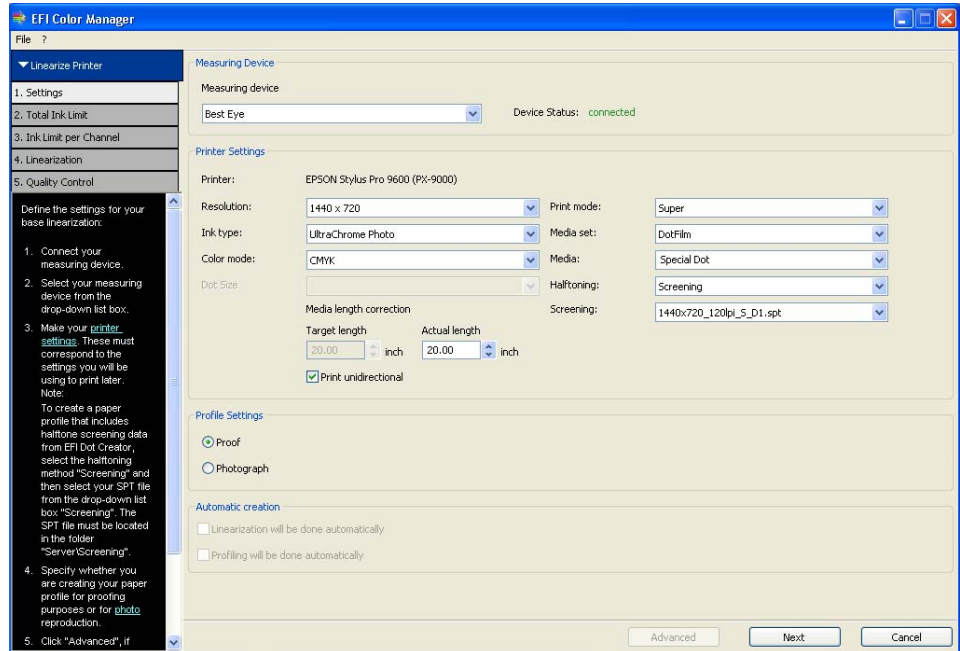 EFI Color Manager
File ?
Linearize Printer
1. Settings
2. Total Ink Limit
3. Ink Limit per Channel
4. Linearization
5. Quality Control
Define the settings for your
base linearization:
1. Connect your
measuring device.
2. Select your measuring
device from the
drop-down list box.
3. Make your printer
settings. These must
correspond to the
settings you will be
using to print later.
Note:
To create a paper
profile that includes
halftone screening data
from EFI Dot Creator,
select the halftoning
method "Screening" and
then select your SPT file
from the drop-down list
box "Screening". The
SPT file must be located
in the folder
"Server\Screening".
4. Specify whether you
are creating your paper
profile for proofing
purposes or for photo
reproduction.
5. Click "Advanced", if
Measuring Device
Measuring device
Best Eye Device Status: connected
Printer Settings
Printer: EPSON Stylus Pro 9600 (PX-9000)
Resolution: 1440 x 720 Print mode: Super
Ink type: UltraChrome Photo Media set: DotFilm
Color mode: CMYK Media: Special Dot
Dot Size Halftoning: Screening
Media length correction Screening: 1440x720_120lpi_S_D1.spt
Target length Actual length
20.00 inch 20.00 inch
Print unidirectional
Profile Settings
Proof
Photograph
Automatic creation
Linearization will be done automatically
Profiling will be done automatically
Advanced Next Cancel